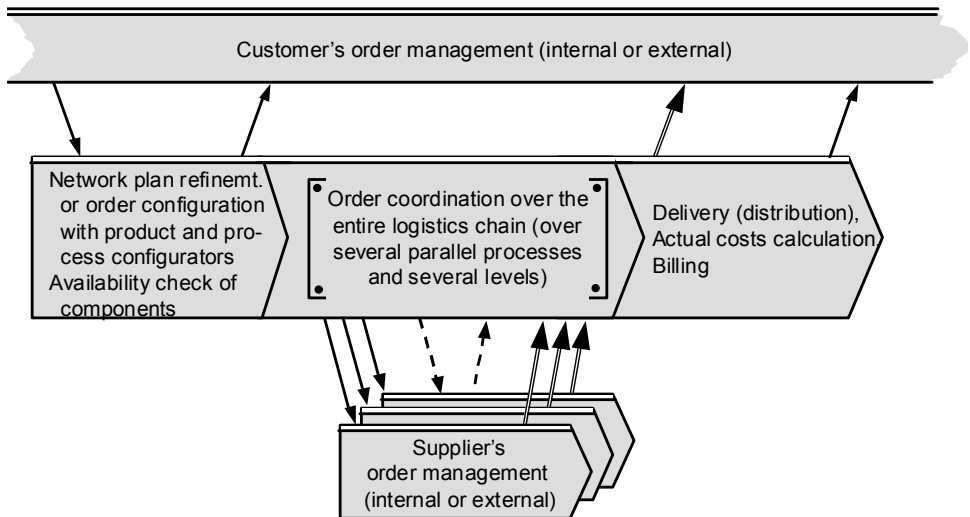 Customer’s order management (internal or external)
Network plan refinemt.
or order configuration
with product and pro-
cess configurators
Availability check of
components
Order coordination over the
entire logistics chain (over
several parallel processes
and several levels)
Delivery (distribution),
Actual costs calculation
Billing
Supplier’s
order management
(internal or external)